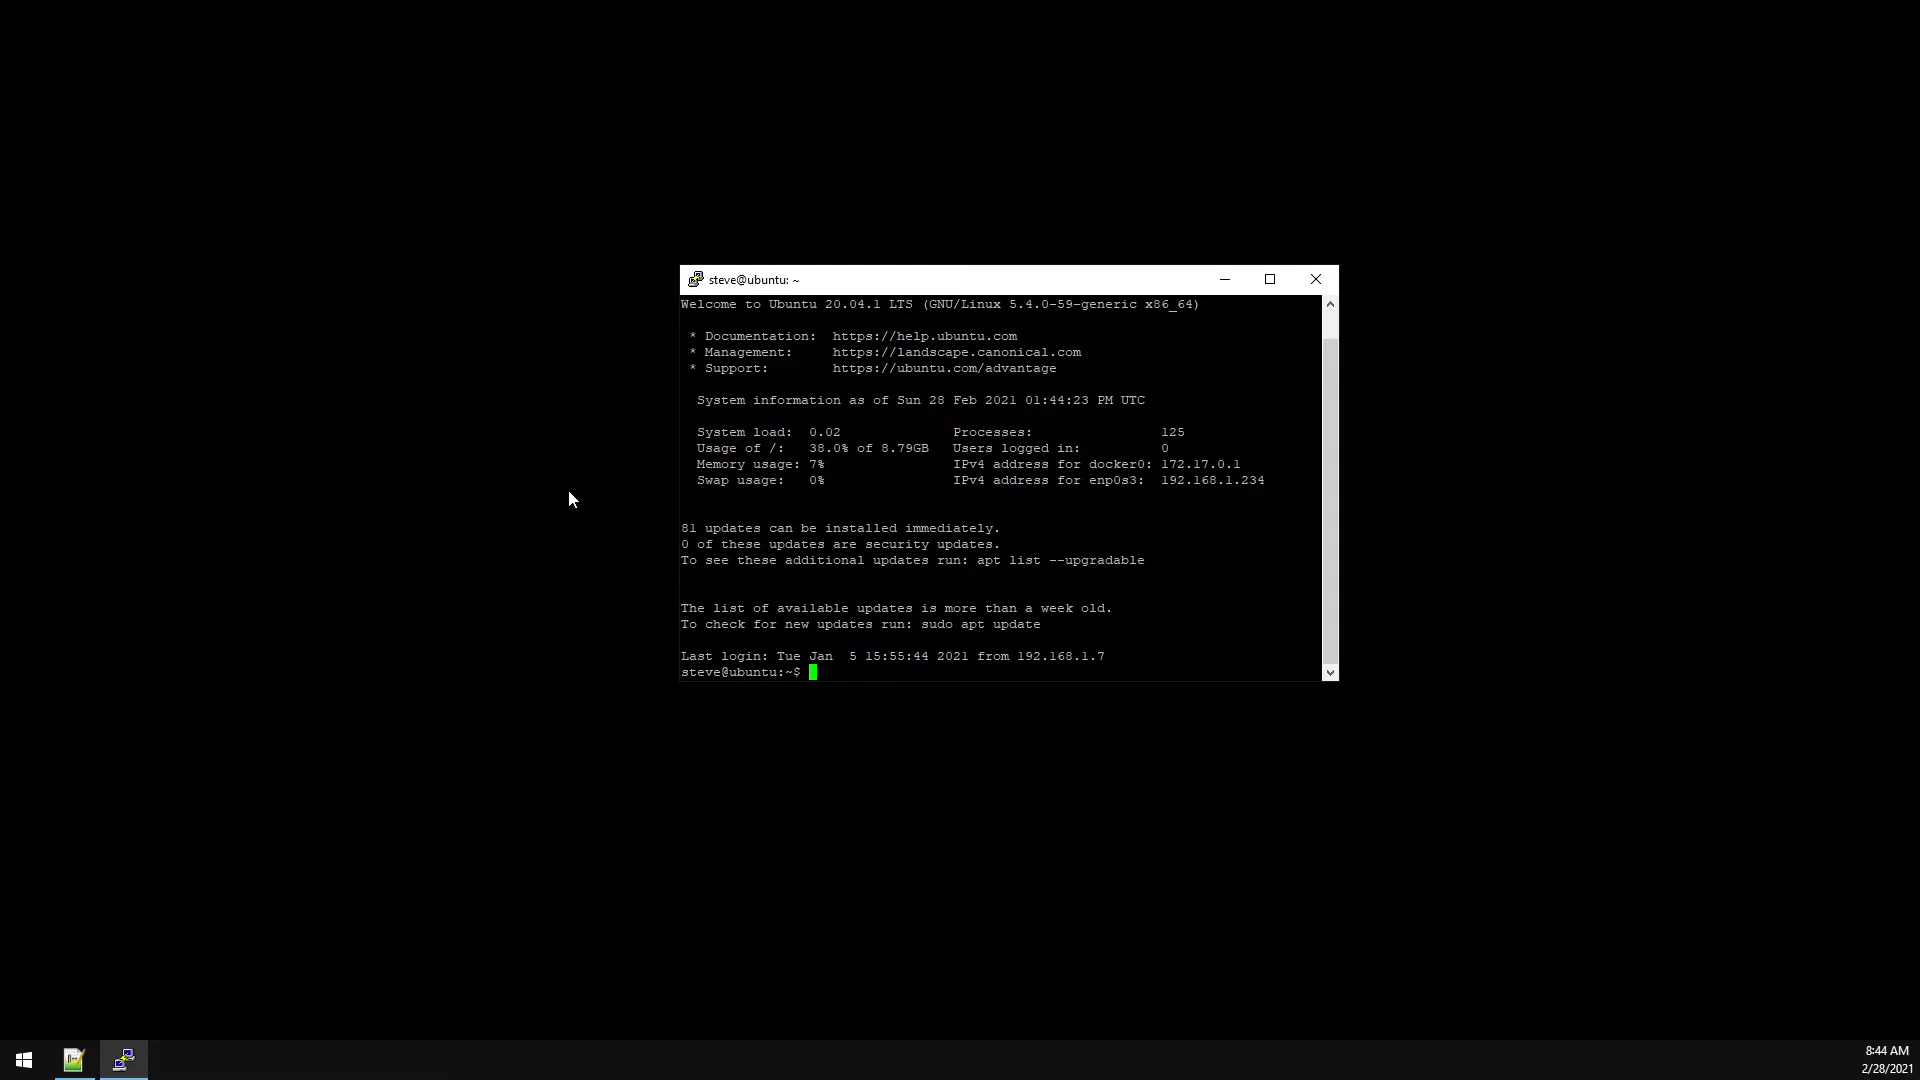 steve@ubuntu: ~
Welcome to Ubuntu 20.04.1 LTS (GNU/Linux 5.4.0-59-generic x86_64)
* Documentation: https://help.ubuntu.com
* Management: https://landscape.canonical.com
* Support: https://ubuntu.com/advantage
System information as of Sun 28 Feb 2021 01:44:23 PM UTC
System load: 0.02 Processes: 125
Usage of /: 38.0% of 8.79GB Users logged in: 0
Memory usage: 7% IPv4 address for docker0: 172.17.0.1
Swap usage: 0% IPv4 address for enp0s3: 192.168.1.234
81 updates can be installed immediately.
0 of these updates are security updates.
To see these additional updates run: apt list --upgradable
The list of available updates is more than a week old.
To check for new updates run: sudo apt update
Last login: Tue Jan  5 15:55:44 2021 from 192.168.1.7
steve@ubuntu:~$
8:44 AM
2/28/2021